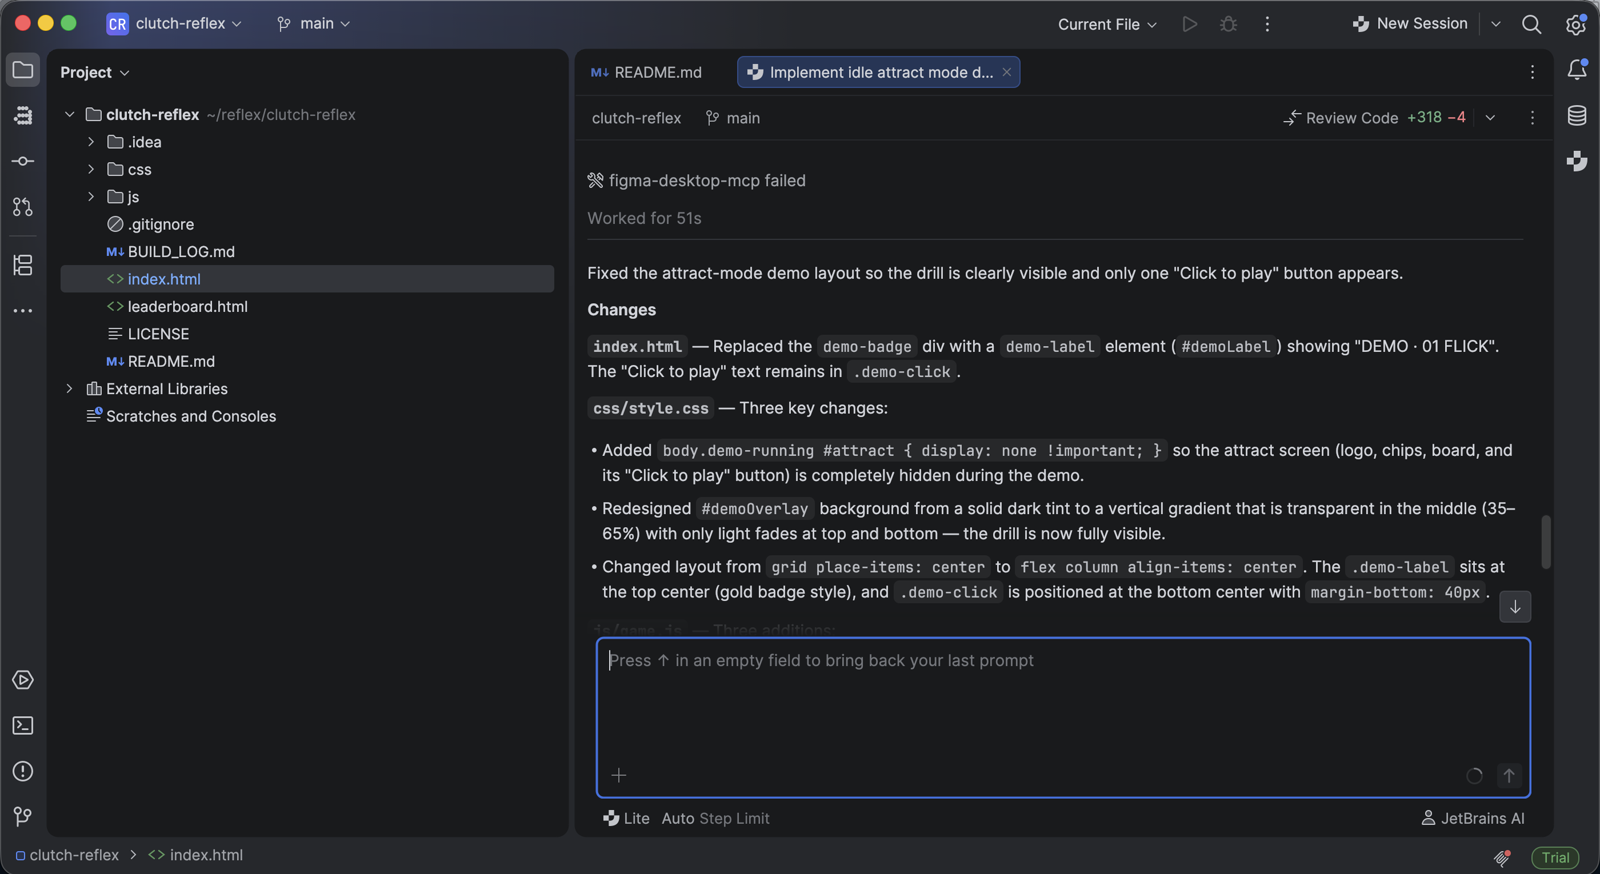 CR clutch-reflex main Current File New Session
Project
clutch-reflex ~/reflex/clutch-reflex
.idea
css
js
.gitignore
M↓ BUILD_LOG.md
<> index.html
<> leaderboard.html
LICENSE
M↓ README.md
External Libraries
Scratches and Consoles
M↓ README.md Implement idle attract mode d... ×
clutch-reflex main Review Code +318 −4
figma-desktop-mcp failed
Worked for 51s
Fixed the attract-mode demo layout so the drill is clearly visible and only one "Click to play" button appears.
Changes
index.html — Replaced the demo-badge div with a demo-label element ( #demoLabel ) showing "DEMO · 01 FLICK".
The "Click to play" text remains in .demo-click .
css/style.css — Three key changes:
• Added body.demo-running #attract { display: none !important; } so the attract screen (logo, chips, board, and
its "Click to play" button) is completely hidden during the demo.
• Redesigned #demoOverlay background from a solid dark tint to a vertical gradient that is transparent in the middle (35–
65%) with only light fades at top and bottom — the drill is now fully visible.
• Changed layout from grid place-items: center to flex column align-items: center . The .demo-label sits at
the top center (gold badge style), and .demo-click is positioned at the bottom center with margin-bottom: 40px .
— Three additions:
Press ↑ in an empty field to bring back your last prompt
Lite Auto Step Limit JetBrains AI
clutch-reflex > <> index.html Trial